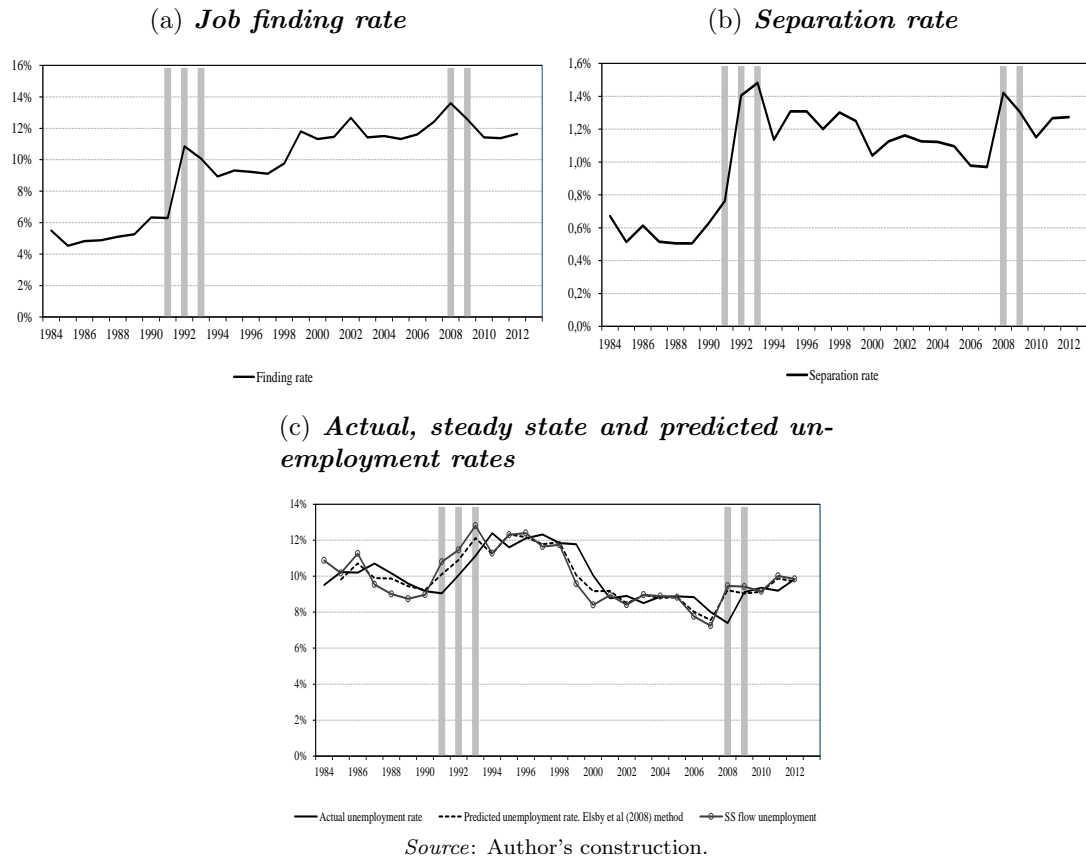 (a) Job finding rate
16%
14%
12%
10%
8%
6%
4%
2%
0%
1984 1986 1988 1990 1992 1994 1996 1998 2000 2002 2004 2006 2008 2010 2012
Finding rate
(b) Separation rate
1,6%
1,4%
1,2%
1,0%
0,8%
0,6%
0,4%
0,2%
0,0%
1984 1986 1988 1990 1992 1994 1996 1998 2000 2002 2004 2006 2008 2010 2012
Separation rate
(c) Actual, steady state and predicted un-
employment rates
14%
12%
10%
8%
6%
4%
2%
0%
1984 1986 1988 1990 1992 1994 1996 1998 2000 2002 2004 2006 2008 2010 2012
Actual unemployment rate Predicted unemployment rate. Elsby et al (2008) method SS flow unemployment
Source: Author's construction.